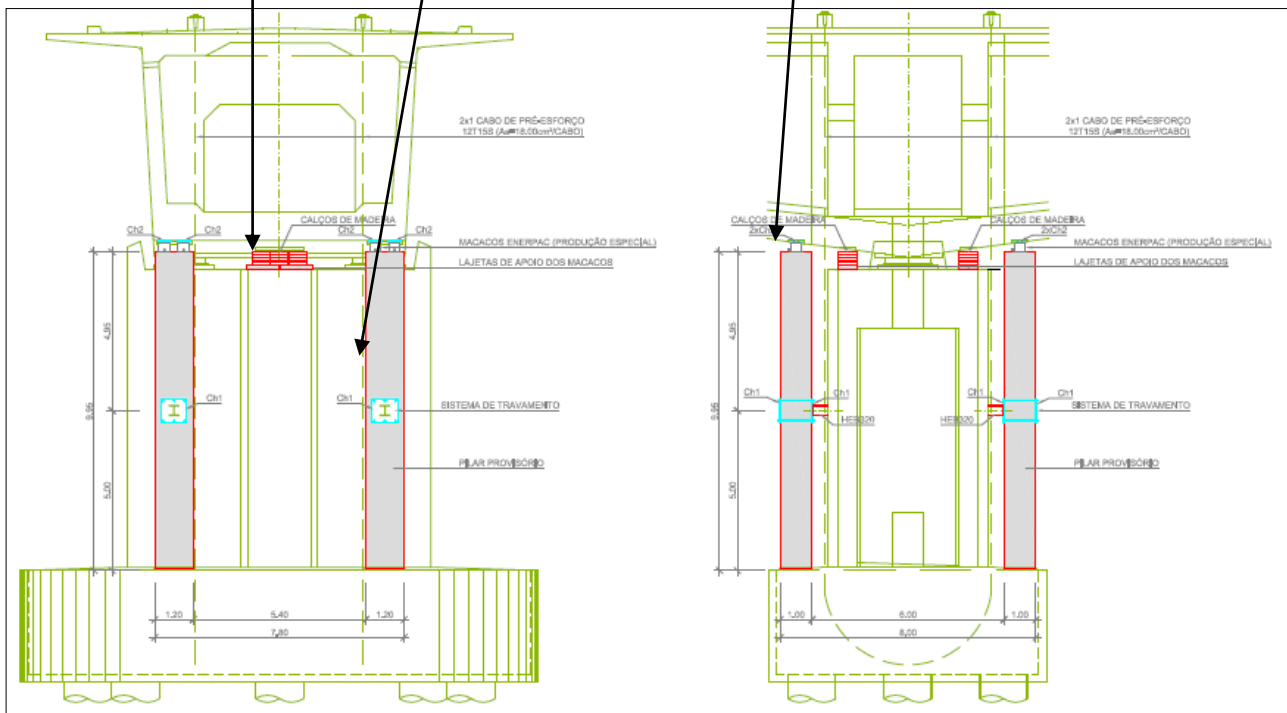 2x1 CABO DE PRÉ-ESFORÇO
12T15S (Aa=18.00cm²/CABO)
CALÇOS DE MADEIRA
Ch2
Ch2
Ch2
Ch2
MACACOS ENERPAC (PRODUÇÃO ESPECIAL)
LAJETAS DE APOIO DOS MACACOS
4.95
9.95
5.00
Ch1
Ch1
SISTEMA DE TRAVAMENTO
PILAR PROVISÓRIO
1.20
5.40
1.20
7.80
2x1 CABO DE PRÉ-ESFORÇO
12T15S (Aa=18.00cm²/CABO)
CALÇOS DE MADEIRA
CALÇOS DE MADEIRA
2xCh2
2xCh2
MACACOS ENERPAC (PRODUÇÃO ESPECIAL)
LAJETAS DE APOIO DOS MACACOS
4.95
9.95
5.00
Ch1
Ch1
Ch1
Ch1
SISTEMA DE TRAVAMENTO
HEB320
HEB320
PILAR PROVISÓRIO
1.00
6.00
1.00
8.00